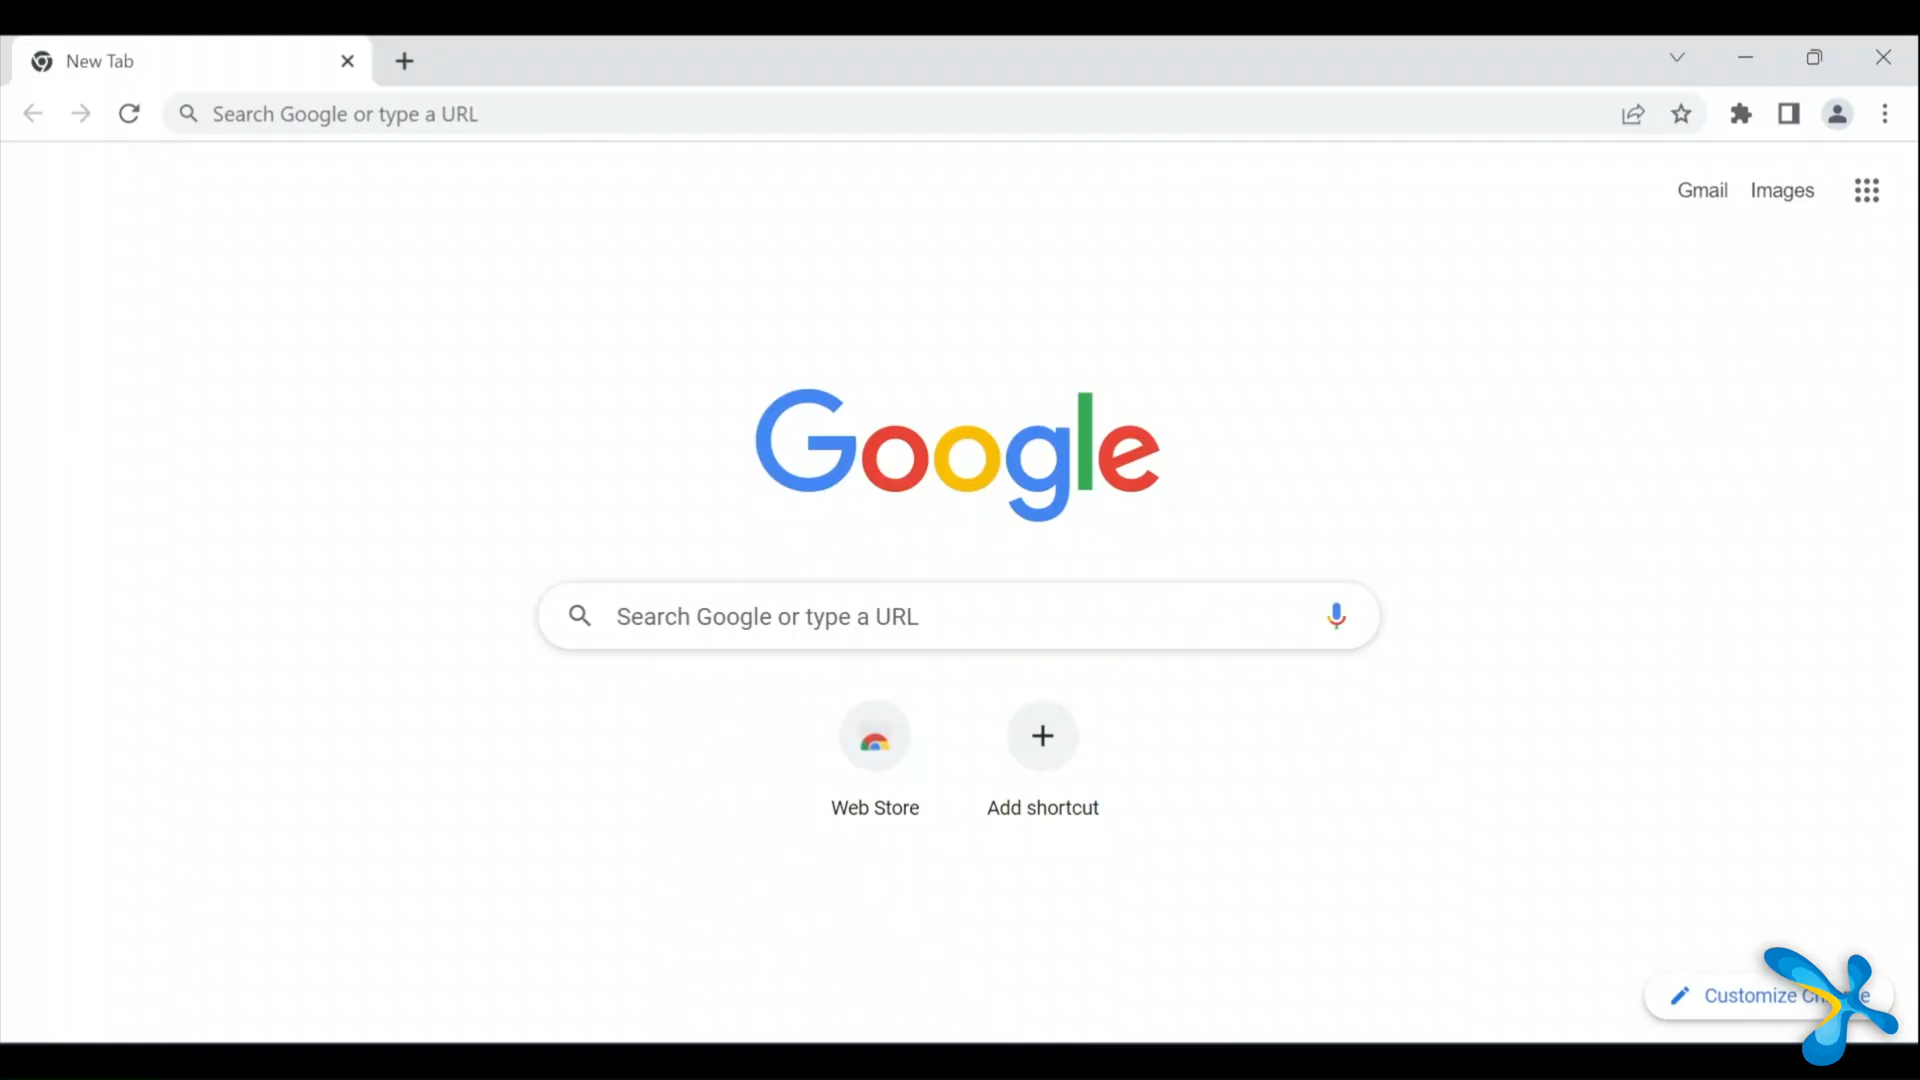 New Tab
Search Google or type a URL
Gmail Images
Google
Search Google or type a URL
Web Store Add shortcut
Customize